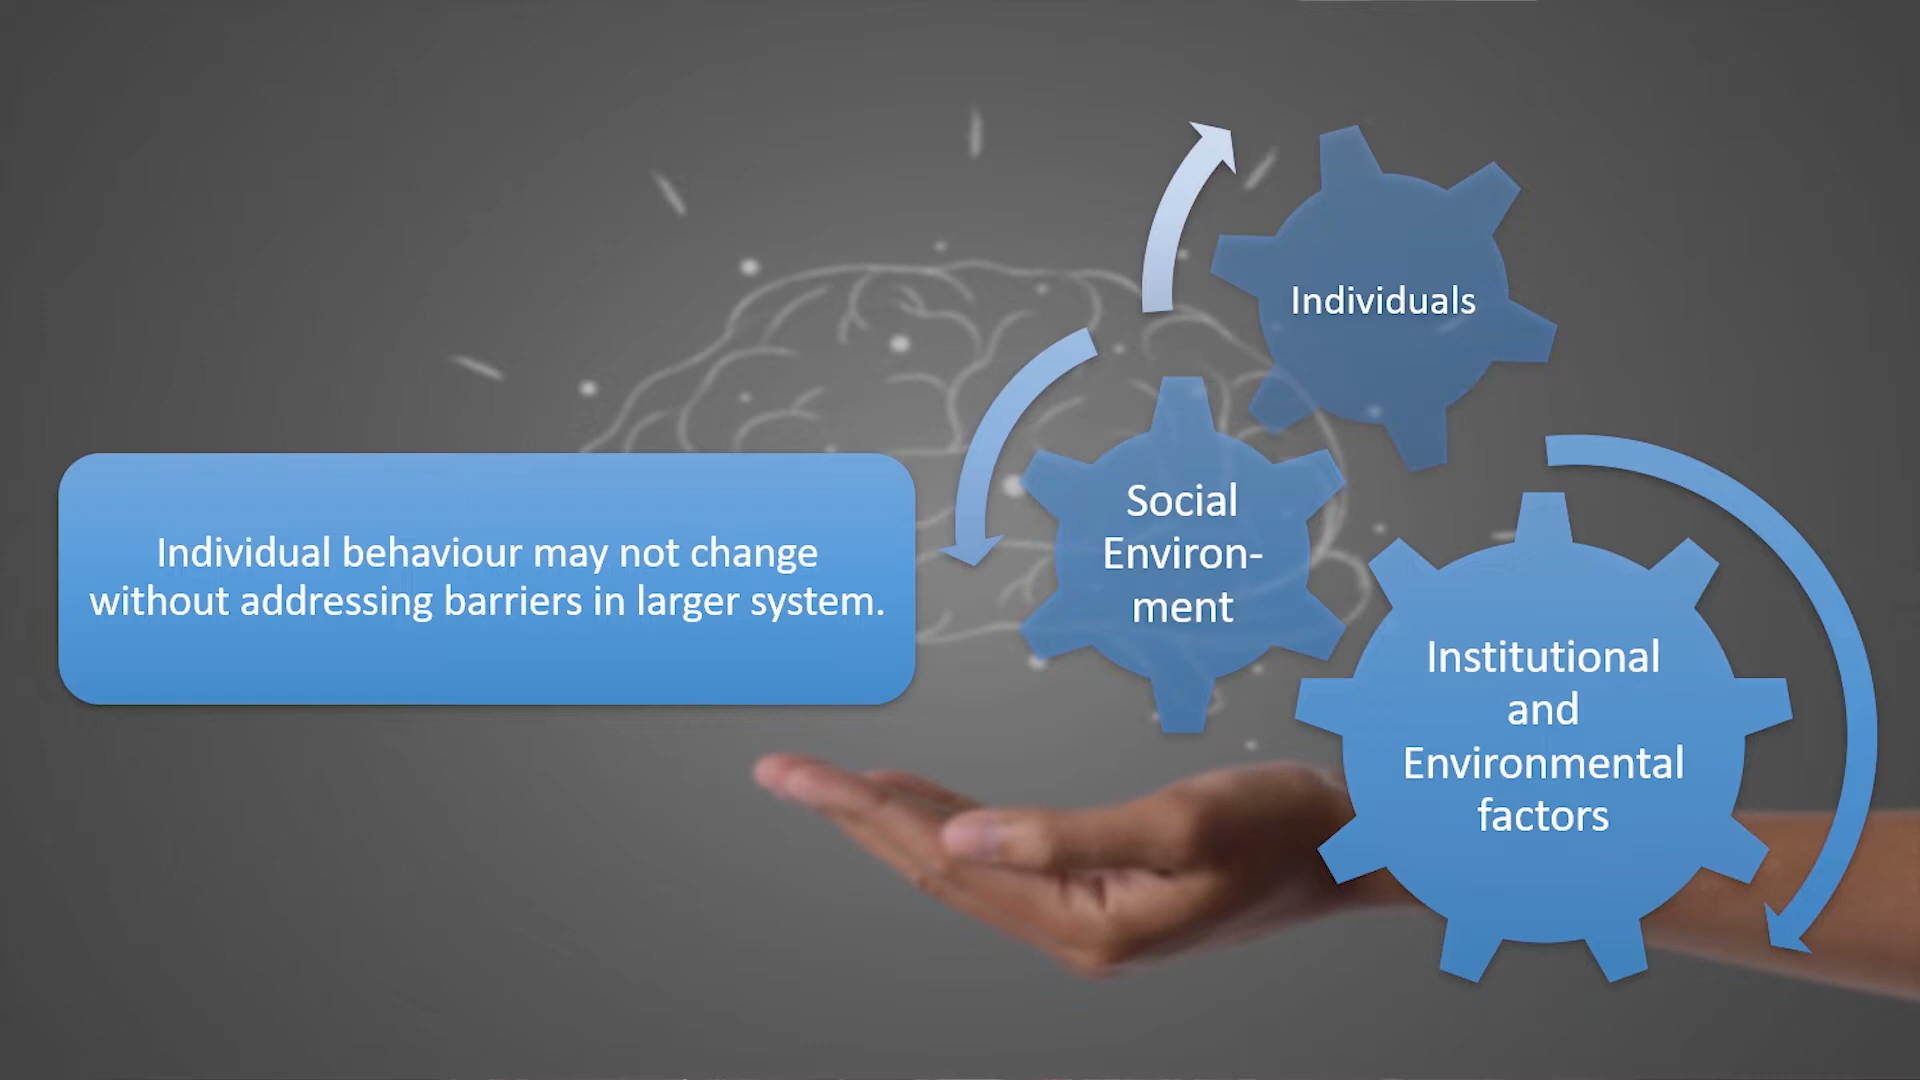 Individual behaviour may not change
without addressing barriers in larger system.
Individuals
Social
Environ-
ment
Institutional
and
Environmental
factors